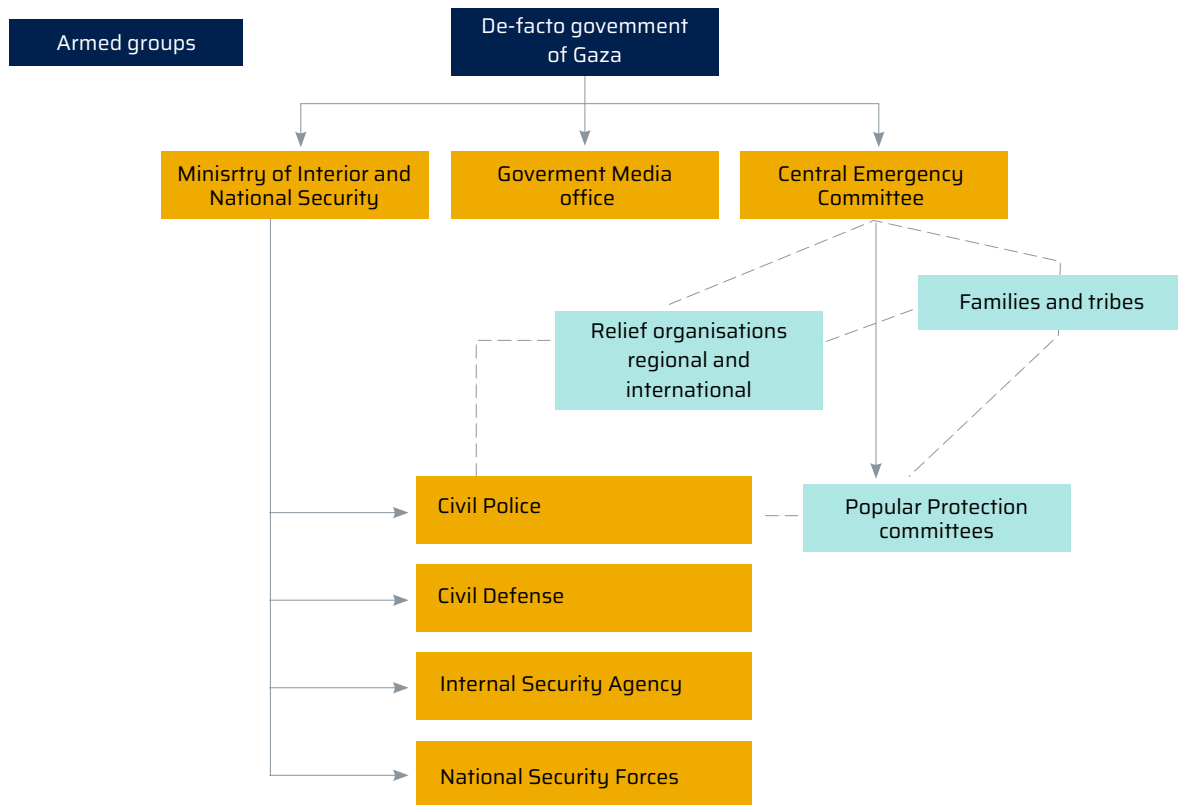 Armed groups
De-facto govemment
of Gaza
Minisrtry of Interior and
National Security
Goverment Media
office
Central Emergency
Committee
Families and tribes
Relief organisations
regional and
international
Civil Police
Popular Protection
committees
Civil Defense
Internal Security Agency
National Security Forces